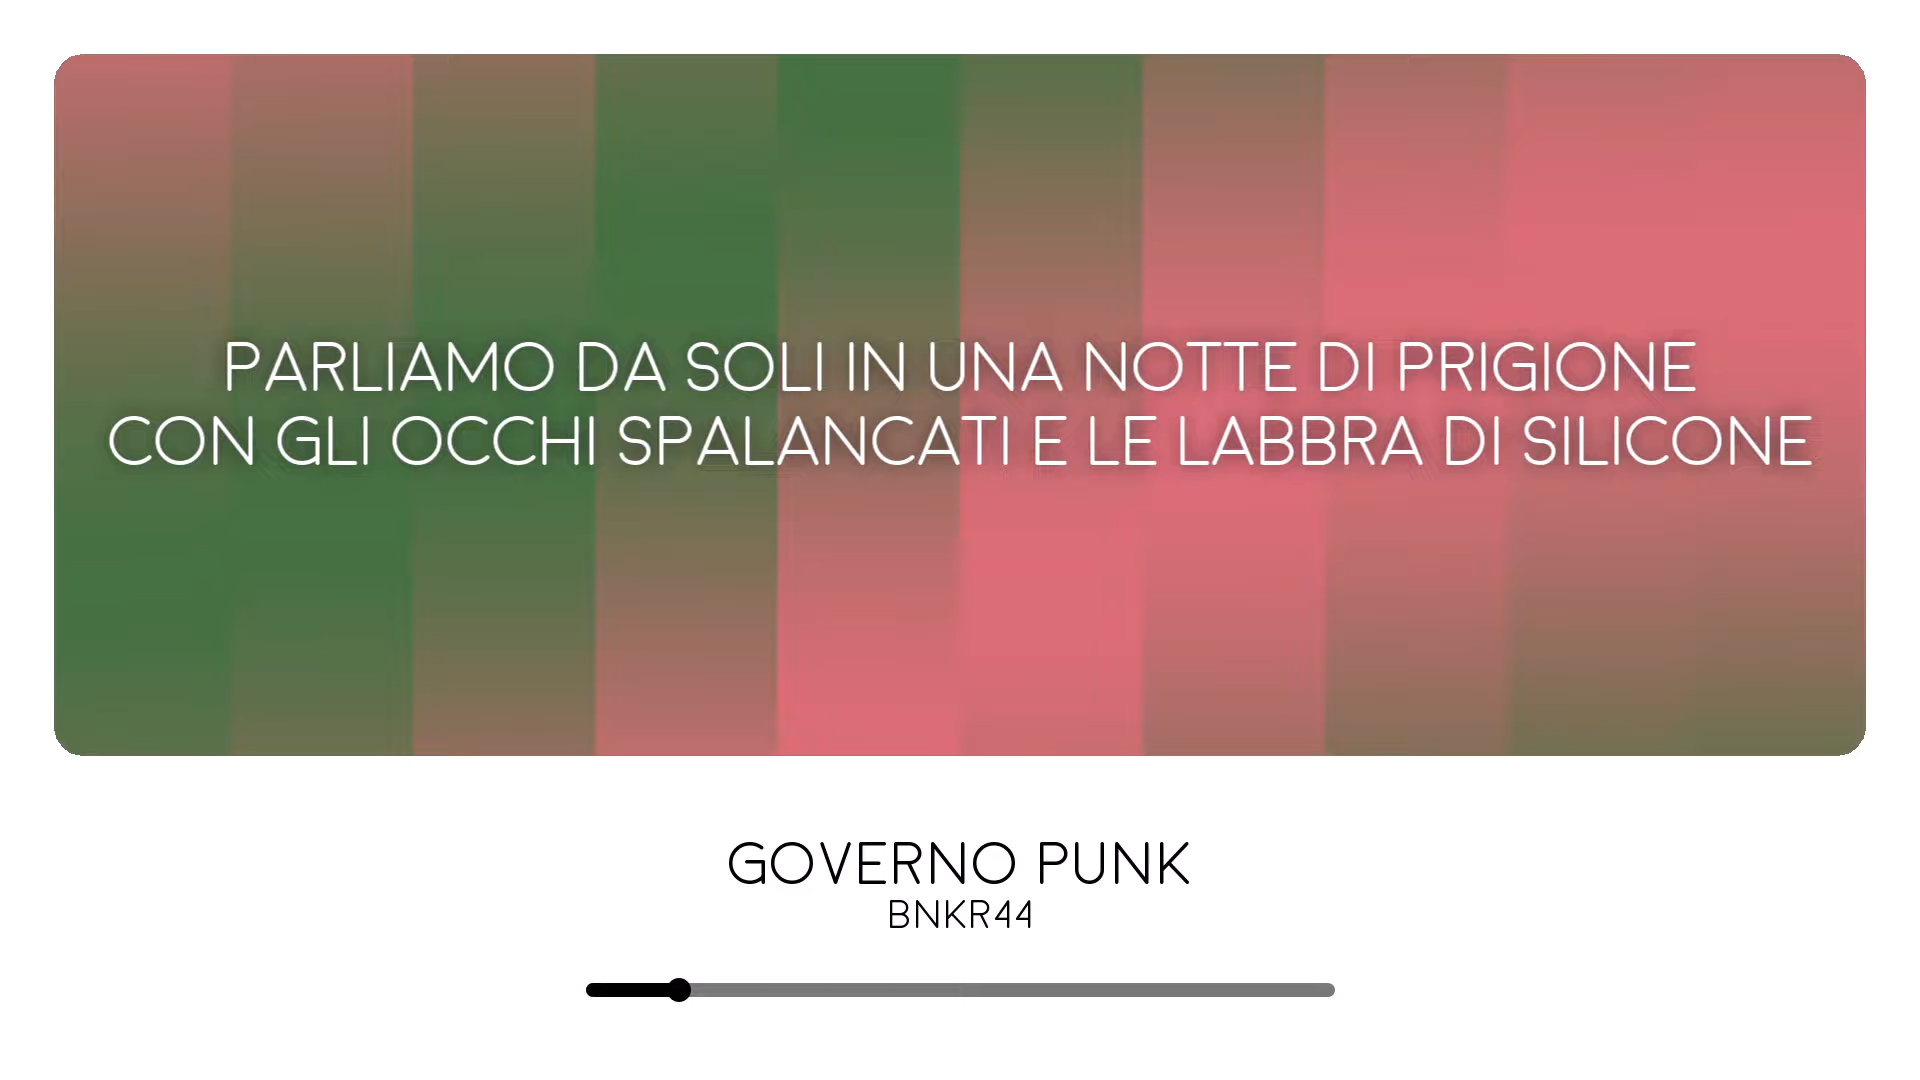 PARLIAMO DA SOLI IN UNA NOTTE DI PRIGIONE
CON GLI OCCHI SPALANCATI E LE LABBRA DI SILICONE
GOVERNO PUNK
BNKR44